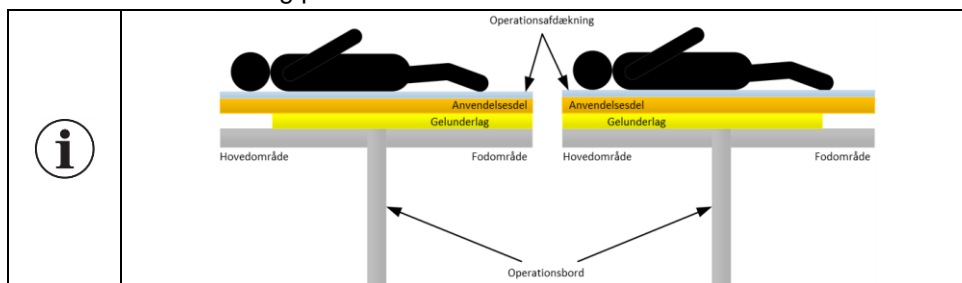 Operationsafdækning
Anvendelsesdel
Anvendelsesdel
Gelunderlag
Gelunderlag
Hovedområde
Fodområde
Hovedområde
Fodområde
Operationsbord